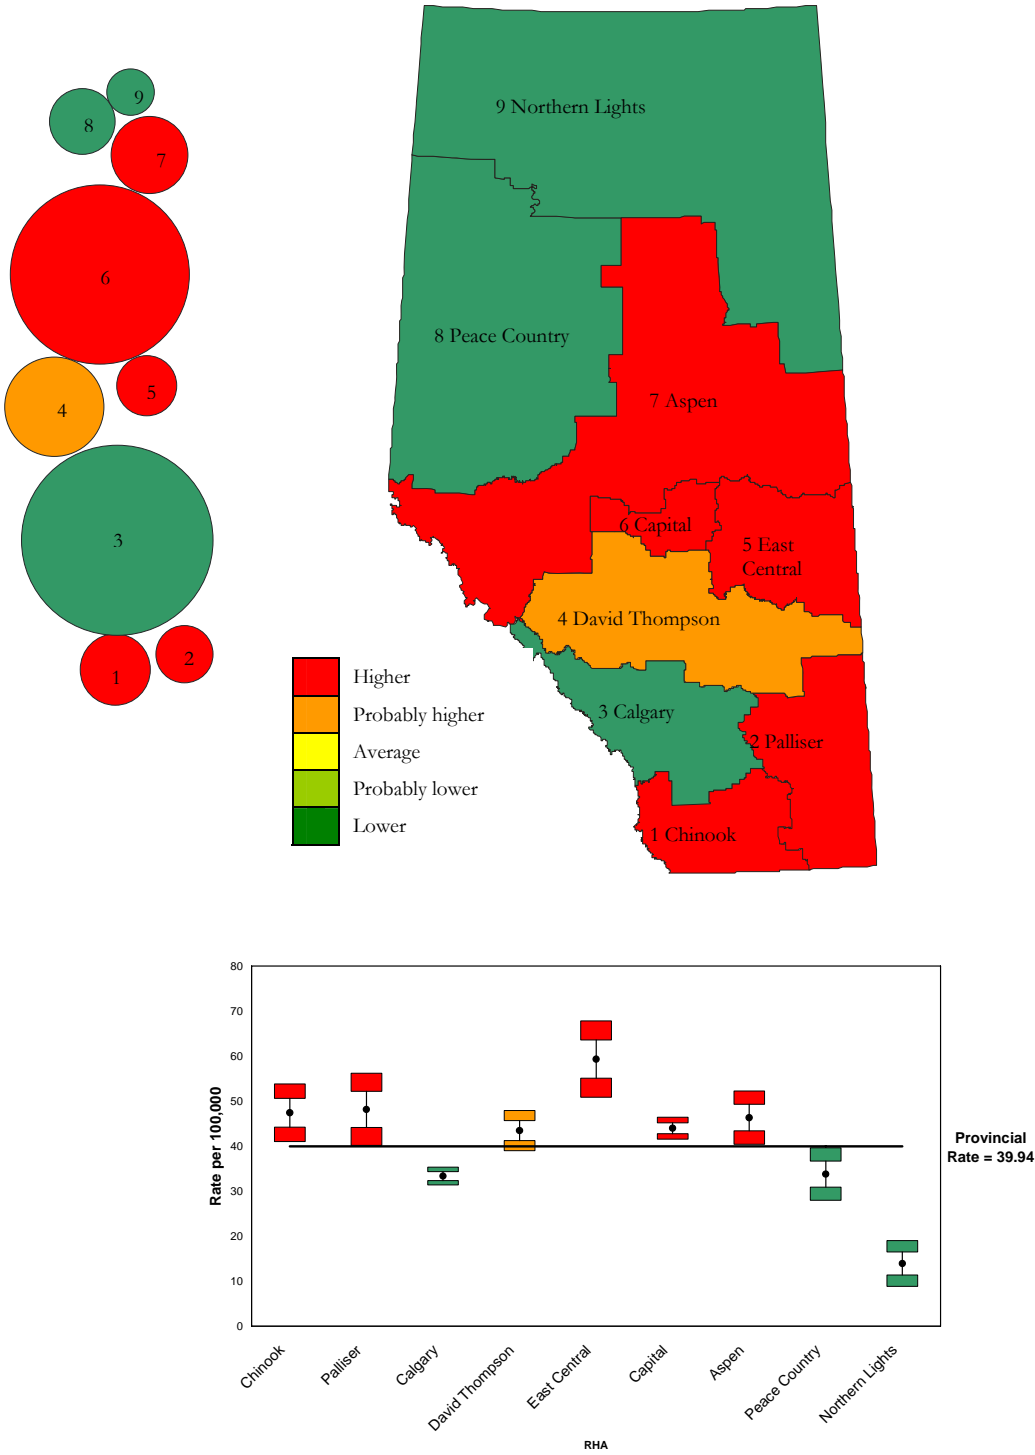 9
8
7
6
5
4
3
2
1
9 Northern Lights
8 Peace Country
7 Aspen
6 Capital
5 East
Central
4 David Thompson
3 Calgary
2 Palliser
1 Chinook
Higher
Probably higher
Average
Probably lower
Lower
80
70
60
50
40
30
20
10
0
Rate per 100,000
Provincial
Rate = 39.94
Chinook
Palliser
Calgary
David Thompson
East Central
Capital
Aspen
Peace Country
Northern Lights
RHA